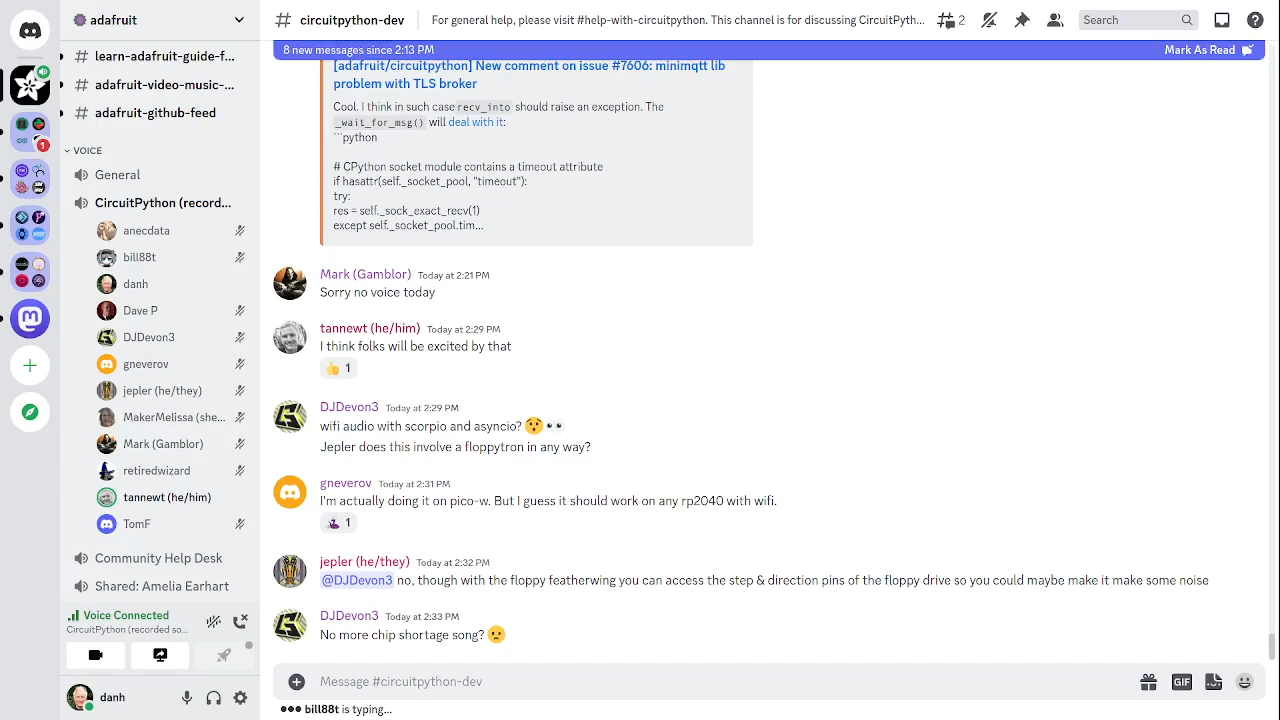 adafruit
learn-adafruit-guide-f...
adafruit-video-music-...
adafruit-github-feed
VOICE
General
CircuitPython (record...
anecdata
bill88t
danh
Dave P
DJDevon3
gneverov
jepler (he/they)
MakerMelissa (she...
Mark (Gamblor)
retiredwizard
tannewt (he/him)
TomF
Community Help Desk
Shared: Amelia Earhart
Voice Connected
CircuitPython (recorded so...
danh
1
circuitpython-dev
For general help, please visit #help-with-circuitpython. This channel is for discussing CircuitPyth...
2
Search
8 new messages since 2:13 PM
Mark As Read
[adafruit/circuitpython] New comment on issue #7606: minimqtt lib
problem with TLS broker
Cool. I think in such case recv_into should raise an exception. The
_wait_for_msg() will deal with it:
```python
# CPython socket module contains a timeout attribute
if hasattr(self._socket_pool, "timeout"):
try:
res = self._sock_exact_recv(1)
except self._socket_pool.tim...
Mark (Gamblor) Today at 2:21 PM
Sorry no voice today
tannewt (he/him) Today at 2:29 PM
I think folks will be excited by that
👍 1
DJDevon3 Today at 2:29 PM
wifi audio with scorpio and asyncio? 😯👀
Jepler does this involve a floppytron in any way?
gneverov Today at 2:31 PM
I'm actually doing it on pico-w. But I guess it should work on any rp2040 with wifi.
1
jepler (he/they) Today at 2:32 PM
@DJDevon3 no, though with the floppy featherwing you can access the step & direction pins of the floppy drive so you could maybe make it make some noise
DJDevon3 Today at 2:33 PM
No more chip shortage song? 🙁
Message #circuitpython-dev
GIF
bill88t is typing...